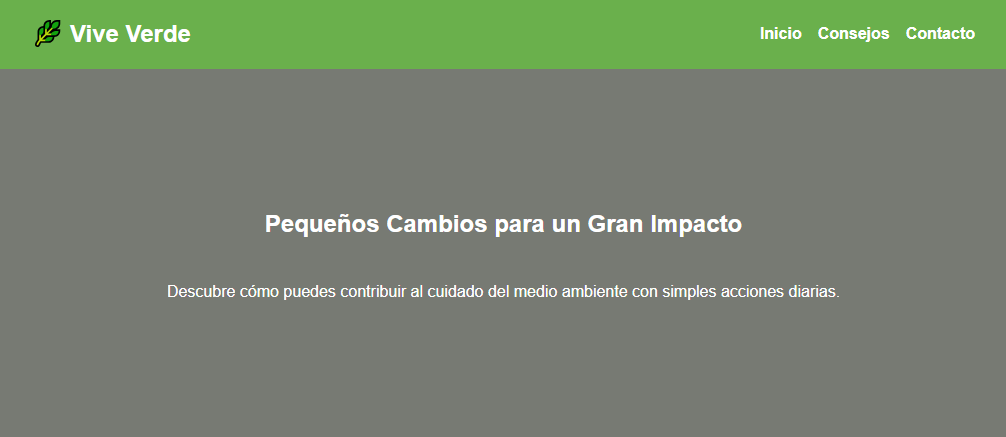 Vive Verde
Inicio Consejos Contacto
Pequeños Cambios para un Gran Impacto
Descubre cómo puedes contribuir al cuidado del medio ambiente con simples acciones diarias.